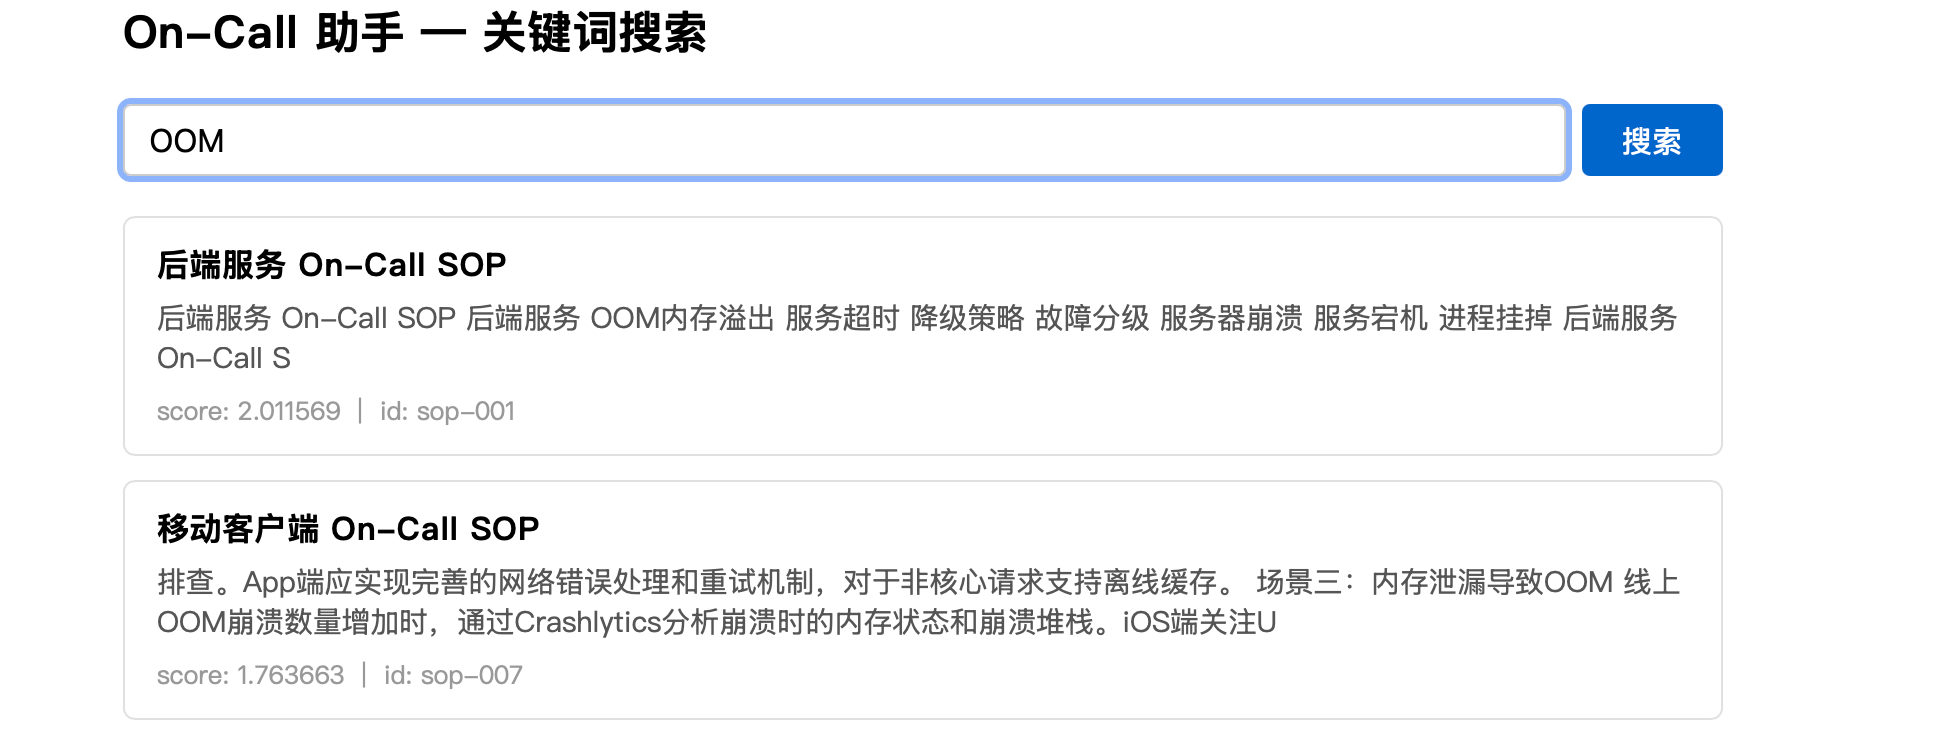 On-Call 助手 — 关键词搜索
OOM
搜索
后端服务 On-Call SOP
后端服务 On-Call SOP 后端服务 OOM内存溢出 服务超时 降级策略 故障分级 服务器崩溃 服务宕机 进程挂掉 后端服务
On-Call S
score: 2.011569 | id: sop-001
移动客户端 On-Call SOP
排查。App端应实现完善的网络错误处理和重试机制，对于非核心请求支持离线缓存。 场景三：内存泄漏导致OOM 线上
OOM崩溃数量增加时，通过Crashlytics分析崩溃时的内存状态和崩溃堆栈。iOS端关注U
score: 1.763663 | id: sop-007